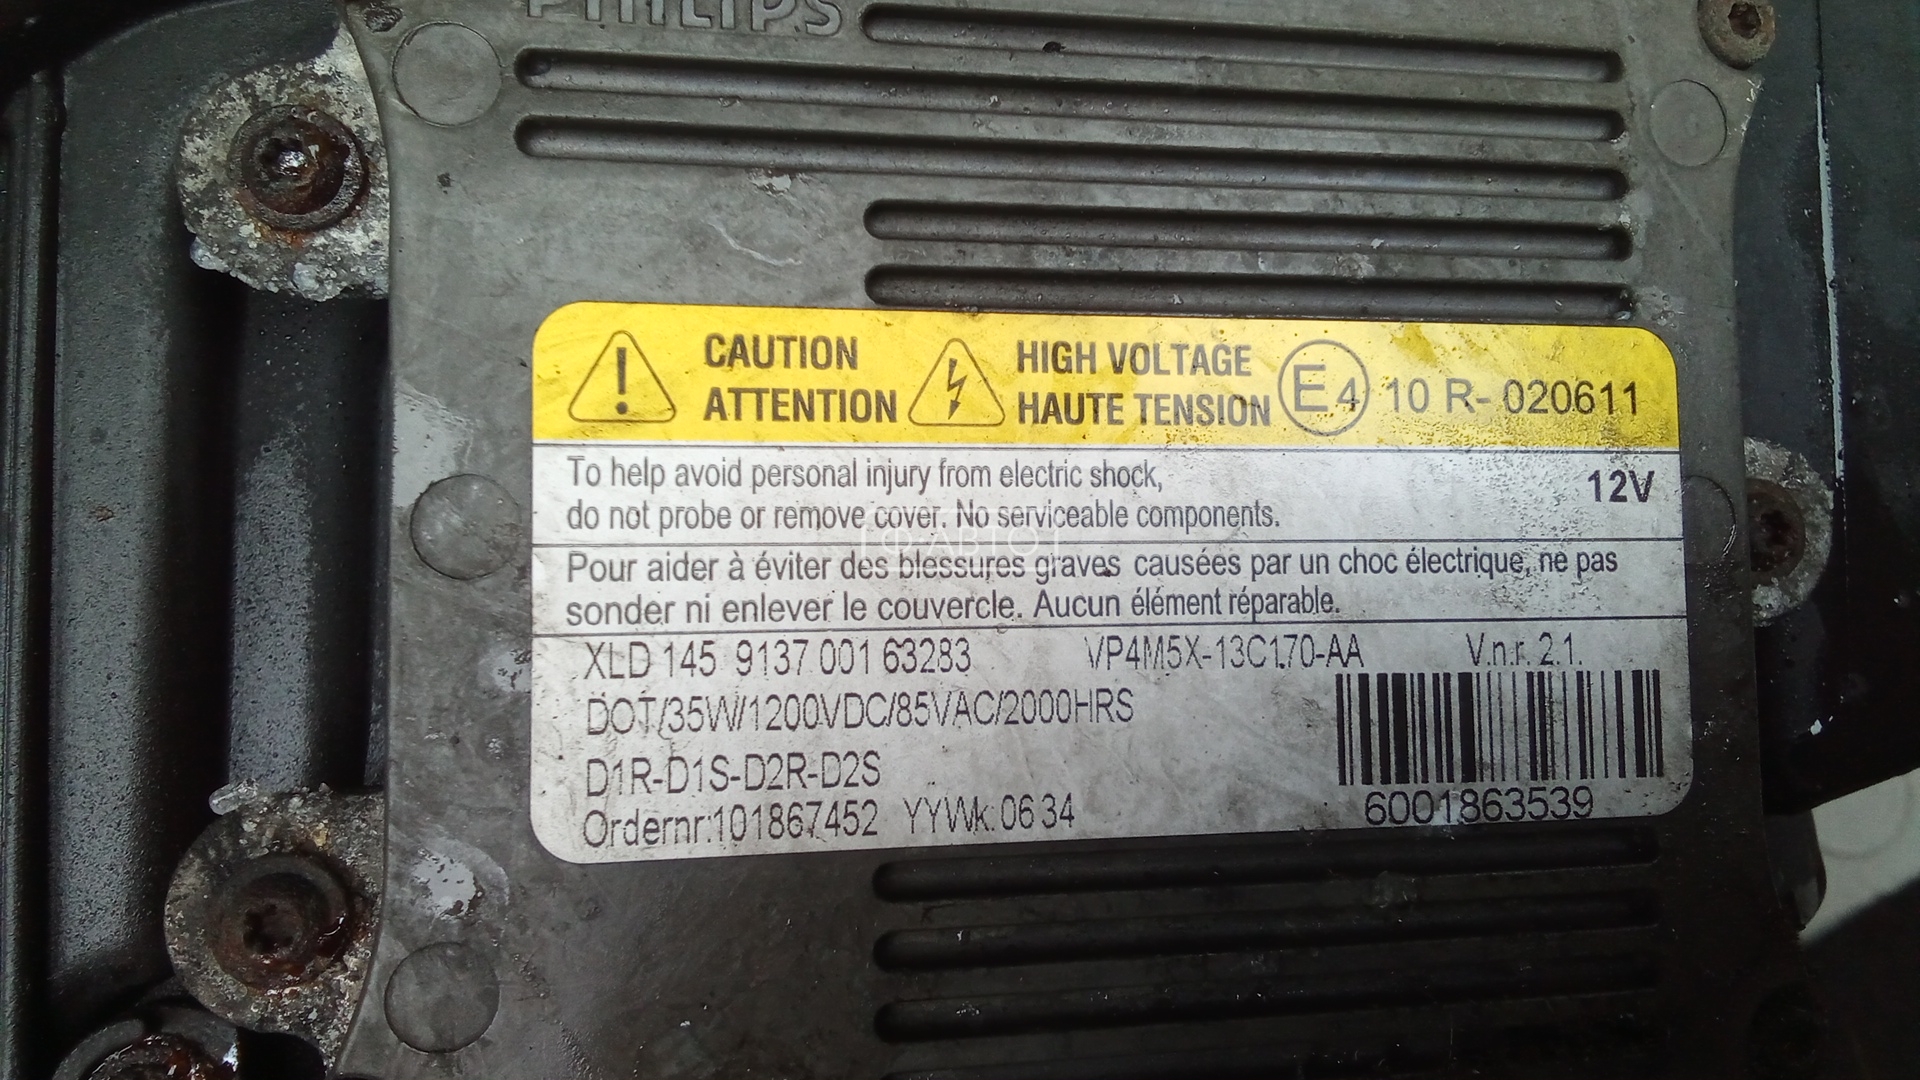 PHILIPS
CAUTION
ATTENTION
HIGH VOLTAGE
HAUTE TENSION
E4 10 R- 020611
To help avoid personal injury from electric shock,
do not probe or remove cover. No serviceable components.
12V
Pour aider à éviter des blessures graves causées par un choc électrique, ne pas
sonder ni enlever le couvercle. Aucun élément réparable.
XLD 145 9137 001 63283 VP4M5X-13C170-AA V.n.r. 2.1.
DOT/35W/1200VDC/85VAC/2000HRS
D1R-D1S-D2R-D2S
Ordernr:101867452 YYWk:0634
6001863539